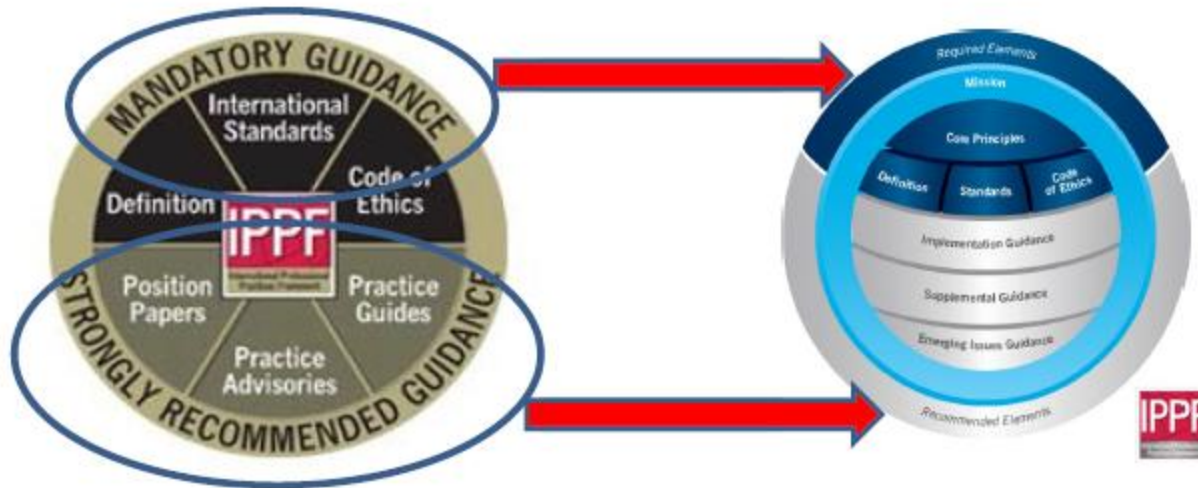 MANDATORY GUIDANCE
International
Standards
Definition
Code of
Ethics
IPPF
Position
Papers
Practice
Guides
Practice
Advisories
STRONGLY RECOMMENDED GUIDANCE
Required Elements
Mission
Core Principles
Definition
Standards
Code
of Ethics
Implementation Guidance
Supplemental Guidance
Emerging Issues Guidance
Recommended Elements
IPPF